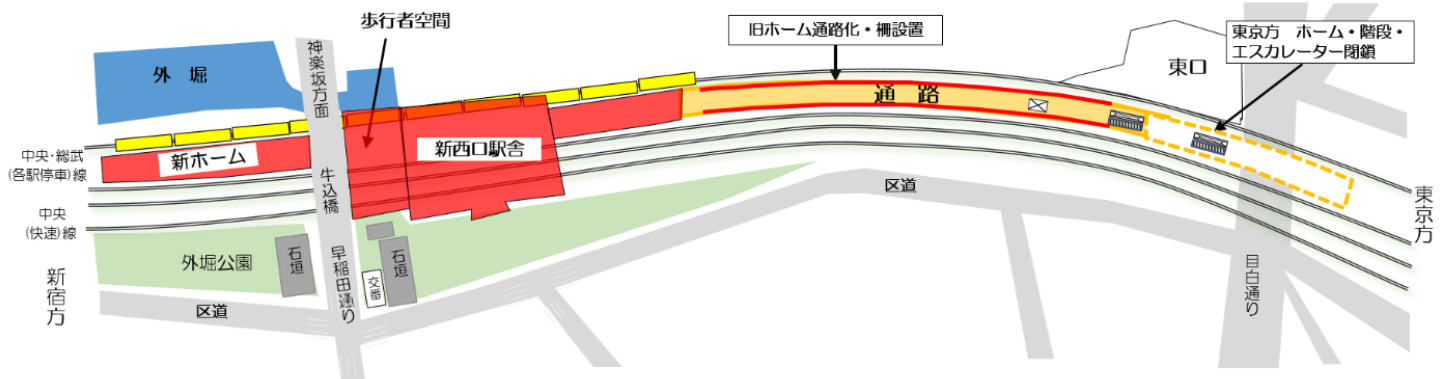 歩行者空間
旧ホーム通路化・柵設置
東京方　ホーム・階段・
エスカレーター閉鎖
神楽坂方面
外　堀
東口
通　路
新ホーム
新西口駅舎
中央・総武
(各駅停車)線
牛込橋
区道
中央
(快速)線
東京方
外堀公園
石垣
石垣
交番
早稲田通り
目白通り
新宿方
区道